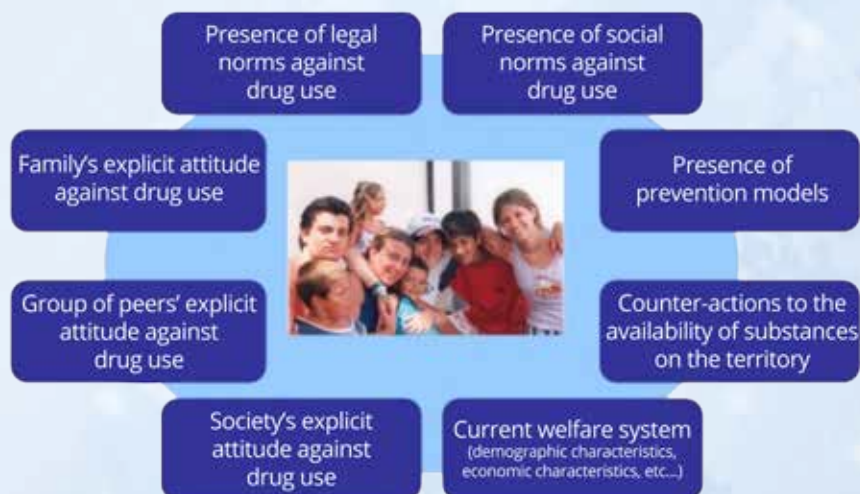 Presence of legal
norms against
drug use
Presence of social
norms against
drug use
Family's explicit attitude
against drug use
Presence of
prevention models
Group of peers' explicit
attitude against
drug use
Counter-actions to the
availability of substances
on the territory
Society's explicit
attitude against
drug use
Current welfare system
(demographic characteristics,
economic characteristics, etc...)